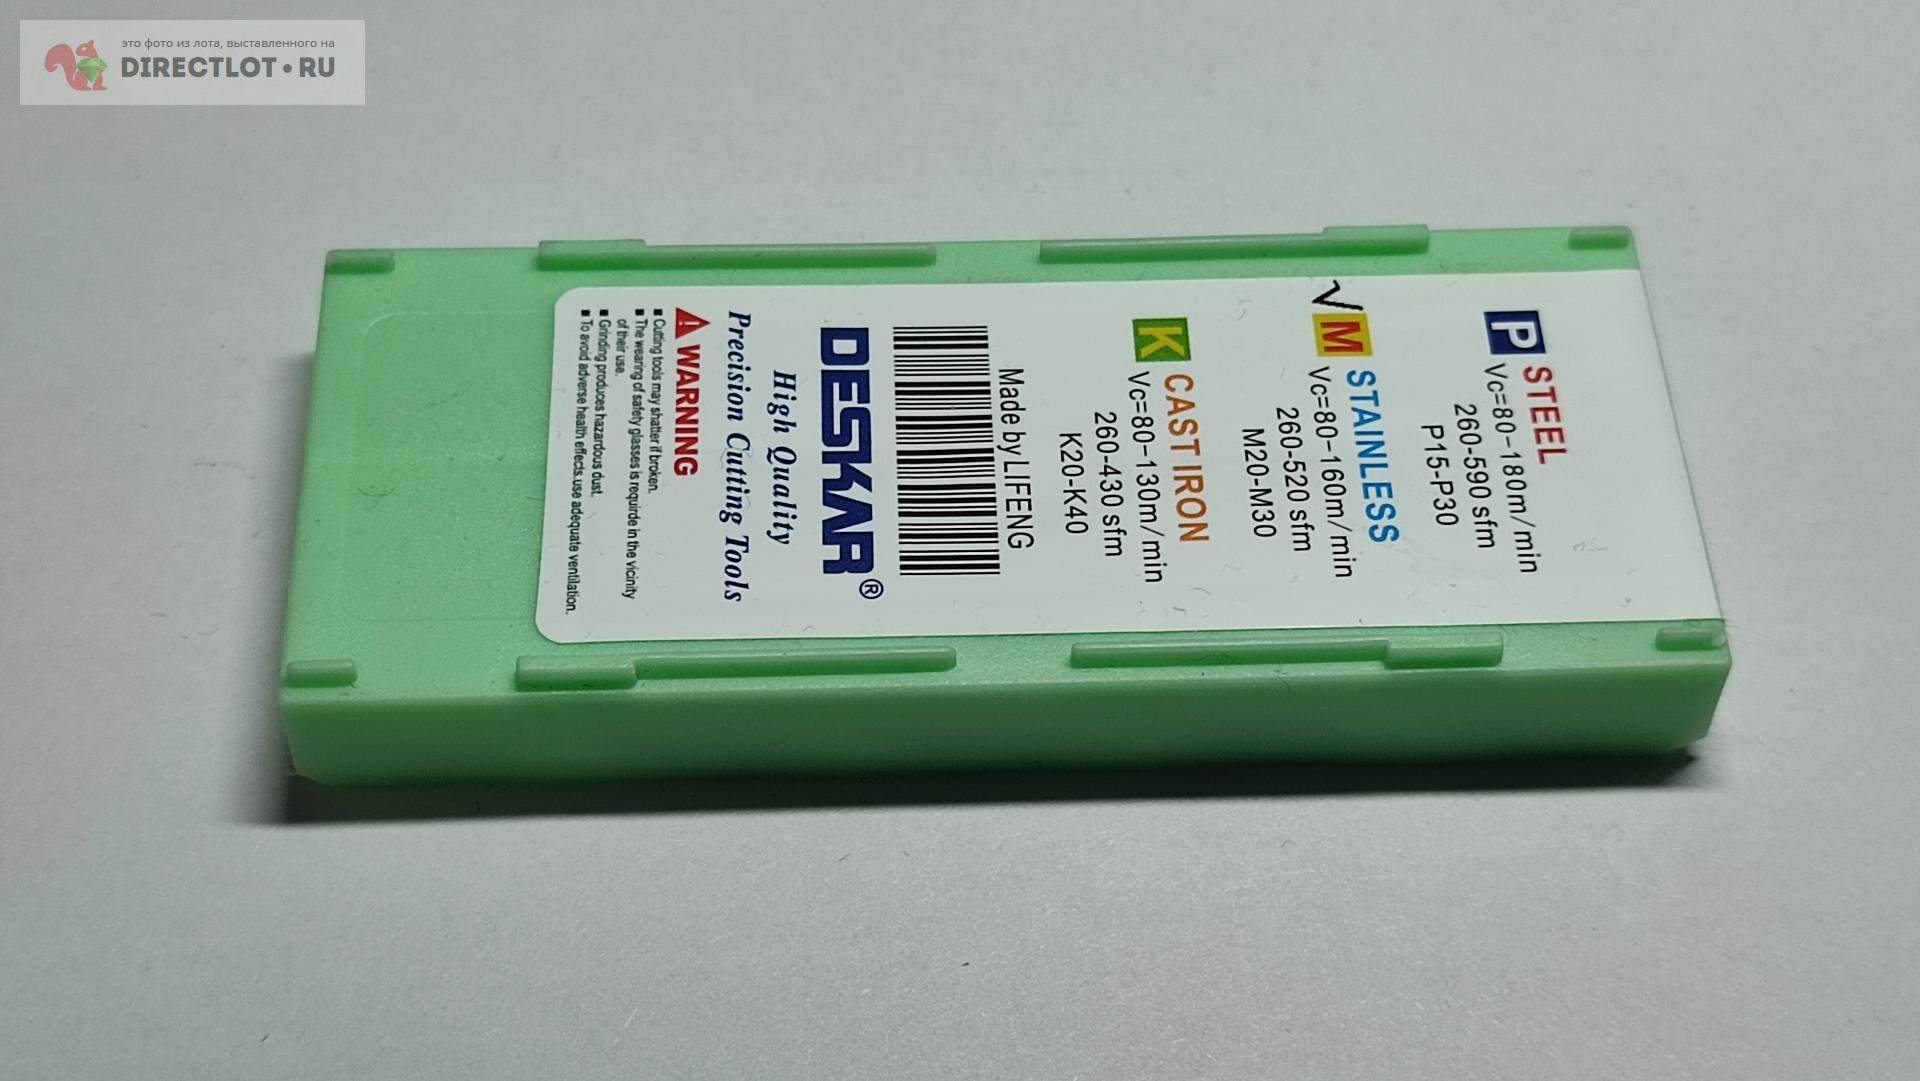 это фото из лота, выставленного на
DIRECTLOT•RU
P STEEL
Vc=80-180m/min
260-590 sfm
P15-P30
√ M STAINLESS
Vc=80-160m/min
260-520 sfm
M20-M30
K CAST IRON
Vc=80-130m/min
260-430 sfm
K20-K40
Made by LIFENG
DESKAR®
High Quality
Precision Cutting Tools
! WARNING
■ Cutting tools may shatter if broken.
■ The wearing of safety glasses is requirde in the vicinity
of their use.
■ Grinding produces hazardous dust.
■ To avoid adverse health effects.use adequate ventilation.